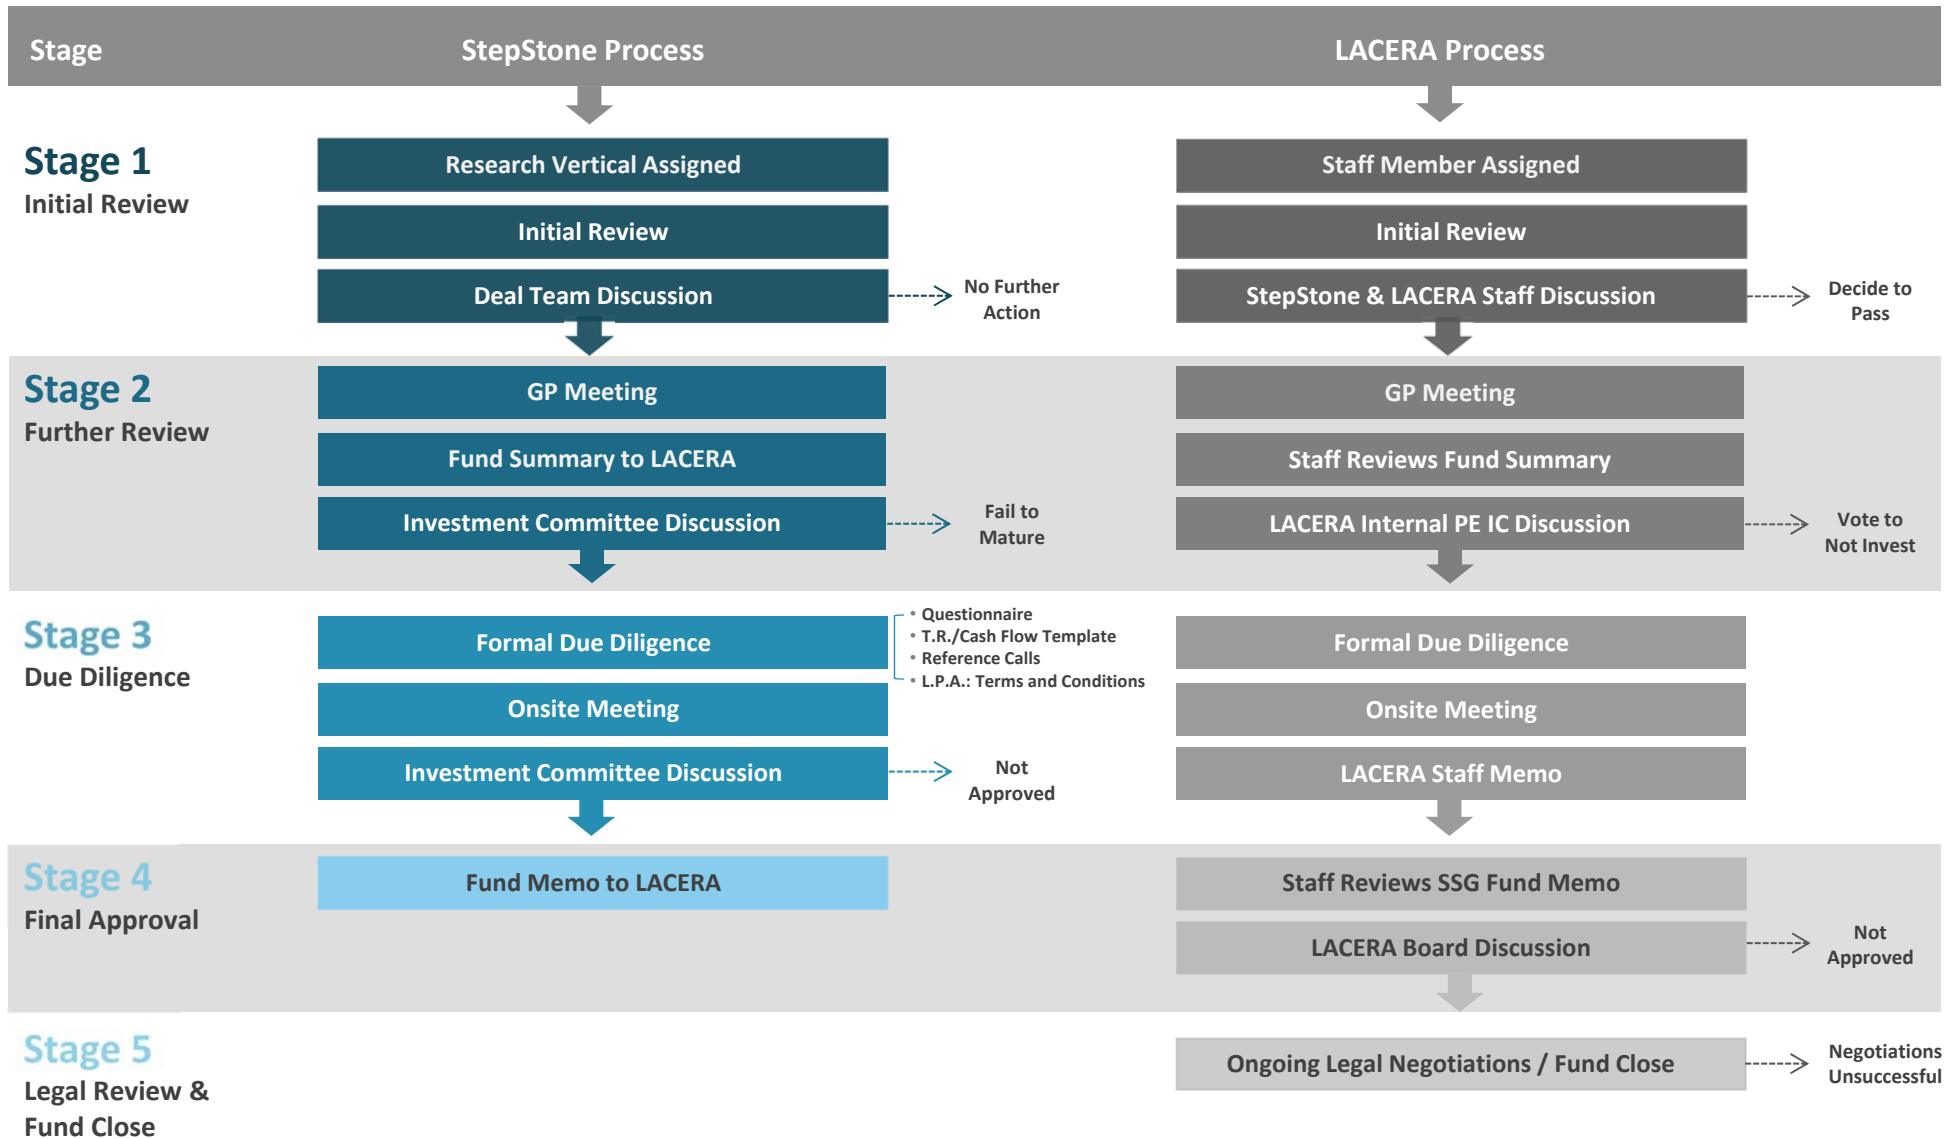 Stage
StepStone Process
LACERA Process
Stage 1
Initial Review
Research Vertical Assigned
Initial Review
Deal Team Discussion
No Further
Action
Staff Member Assigned
Initial Review
StepStone & LACERA Staff Discussion
Decide to
Pass
Stage 2
Further Review
GP Meeting
Fund Summary to LACERA
Investment Committee Discussion
Fail to
Mature
GP Meeting
Staff Reviews Fund Summary
LACERA Internal PE IC Discussion
Vote to
Not Invest
Stage 3
Due Diligence
Formal Due Diligence
• Questionnaire
• T.R./Cash Flow Template
• Reference Calls
• L.P.A.: Terms and Conditions
Onsite Meeting
Investment Committee Discussion
Not
Approved
Formal Due Diligence
Onsite Meeting
LACERA Staff Memo
Stage 4
Final Approval
Fund Memo to LACERA
Staff Reviews SSG Fund Memo
LACERA Board Discussion
Not
Approved
Stage 5
Legal Review &
Fund Close
Ongoing Legal Negotiations / Fund Close
Negotiations
Unsuccessful